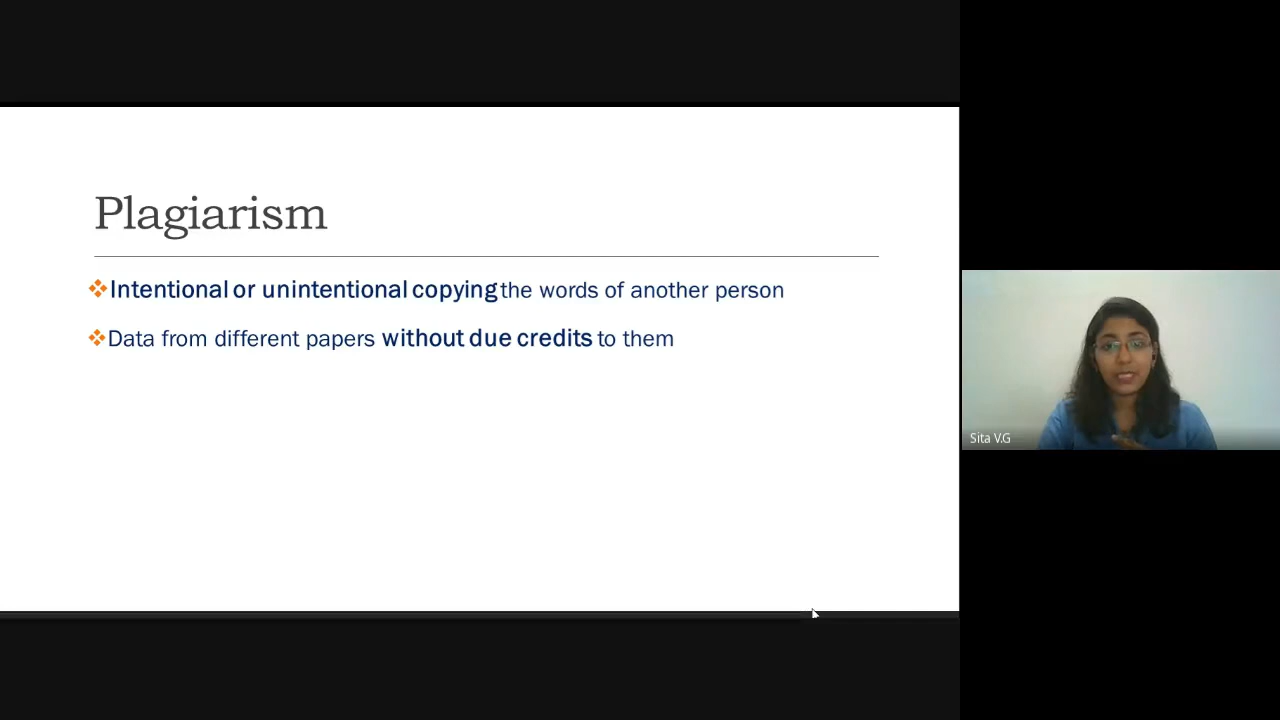 Plagiarism
❖Intentional or unintentional copying the words of another person
❖Data from different papers without due credits to them
Sita V.G